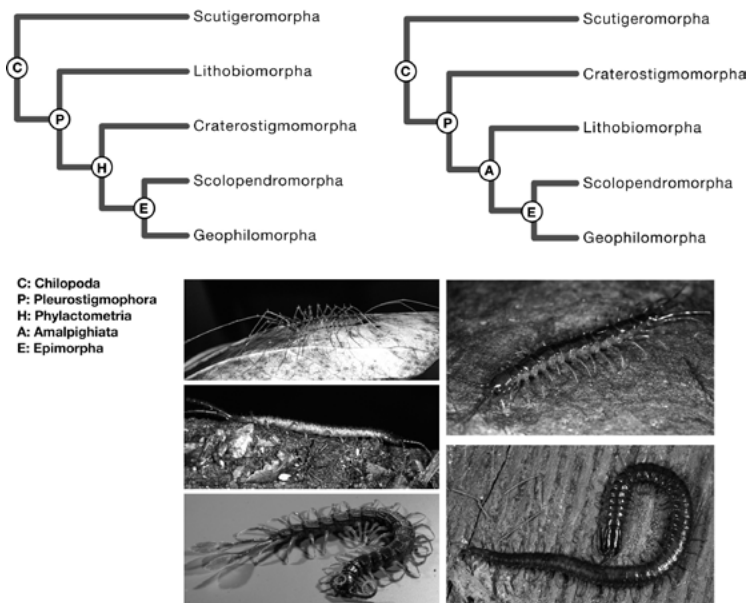 Scutigeromorpha
C
Lithobiomorpha
P
Craterostigmomorpha
H
Scolopendromorpha
E
Geophilomorpha
Scutigeromorpha
C
Craterostigmomorpha
P
Lithobiomorpha
A
Scolopendromorpha
E
Geophilomorpha
C: Chilopoda
P: Pleurostigmophora
H: Phylactometria
A: Amalpighiata
E: Epimorpha